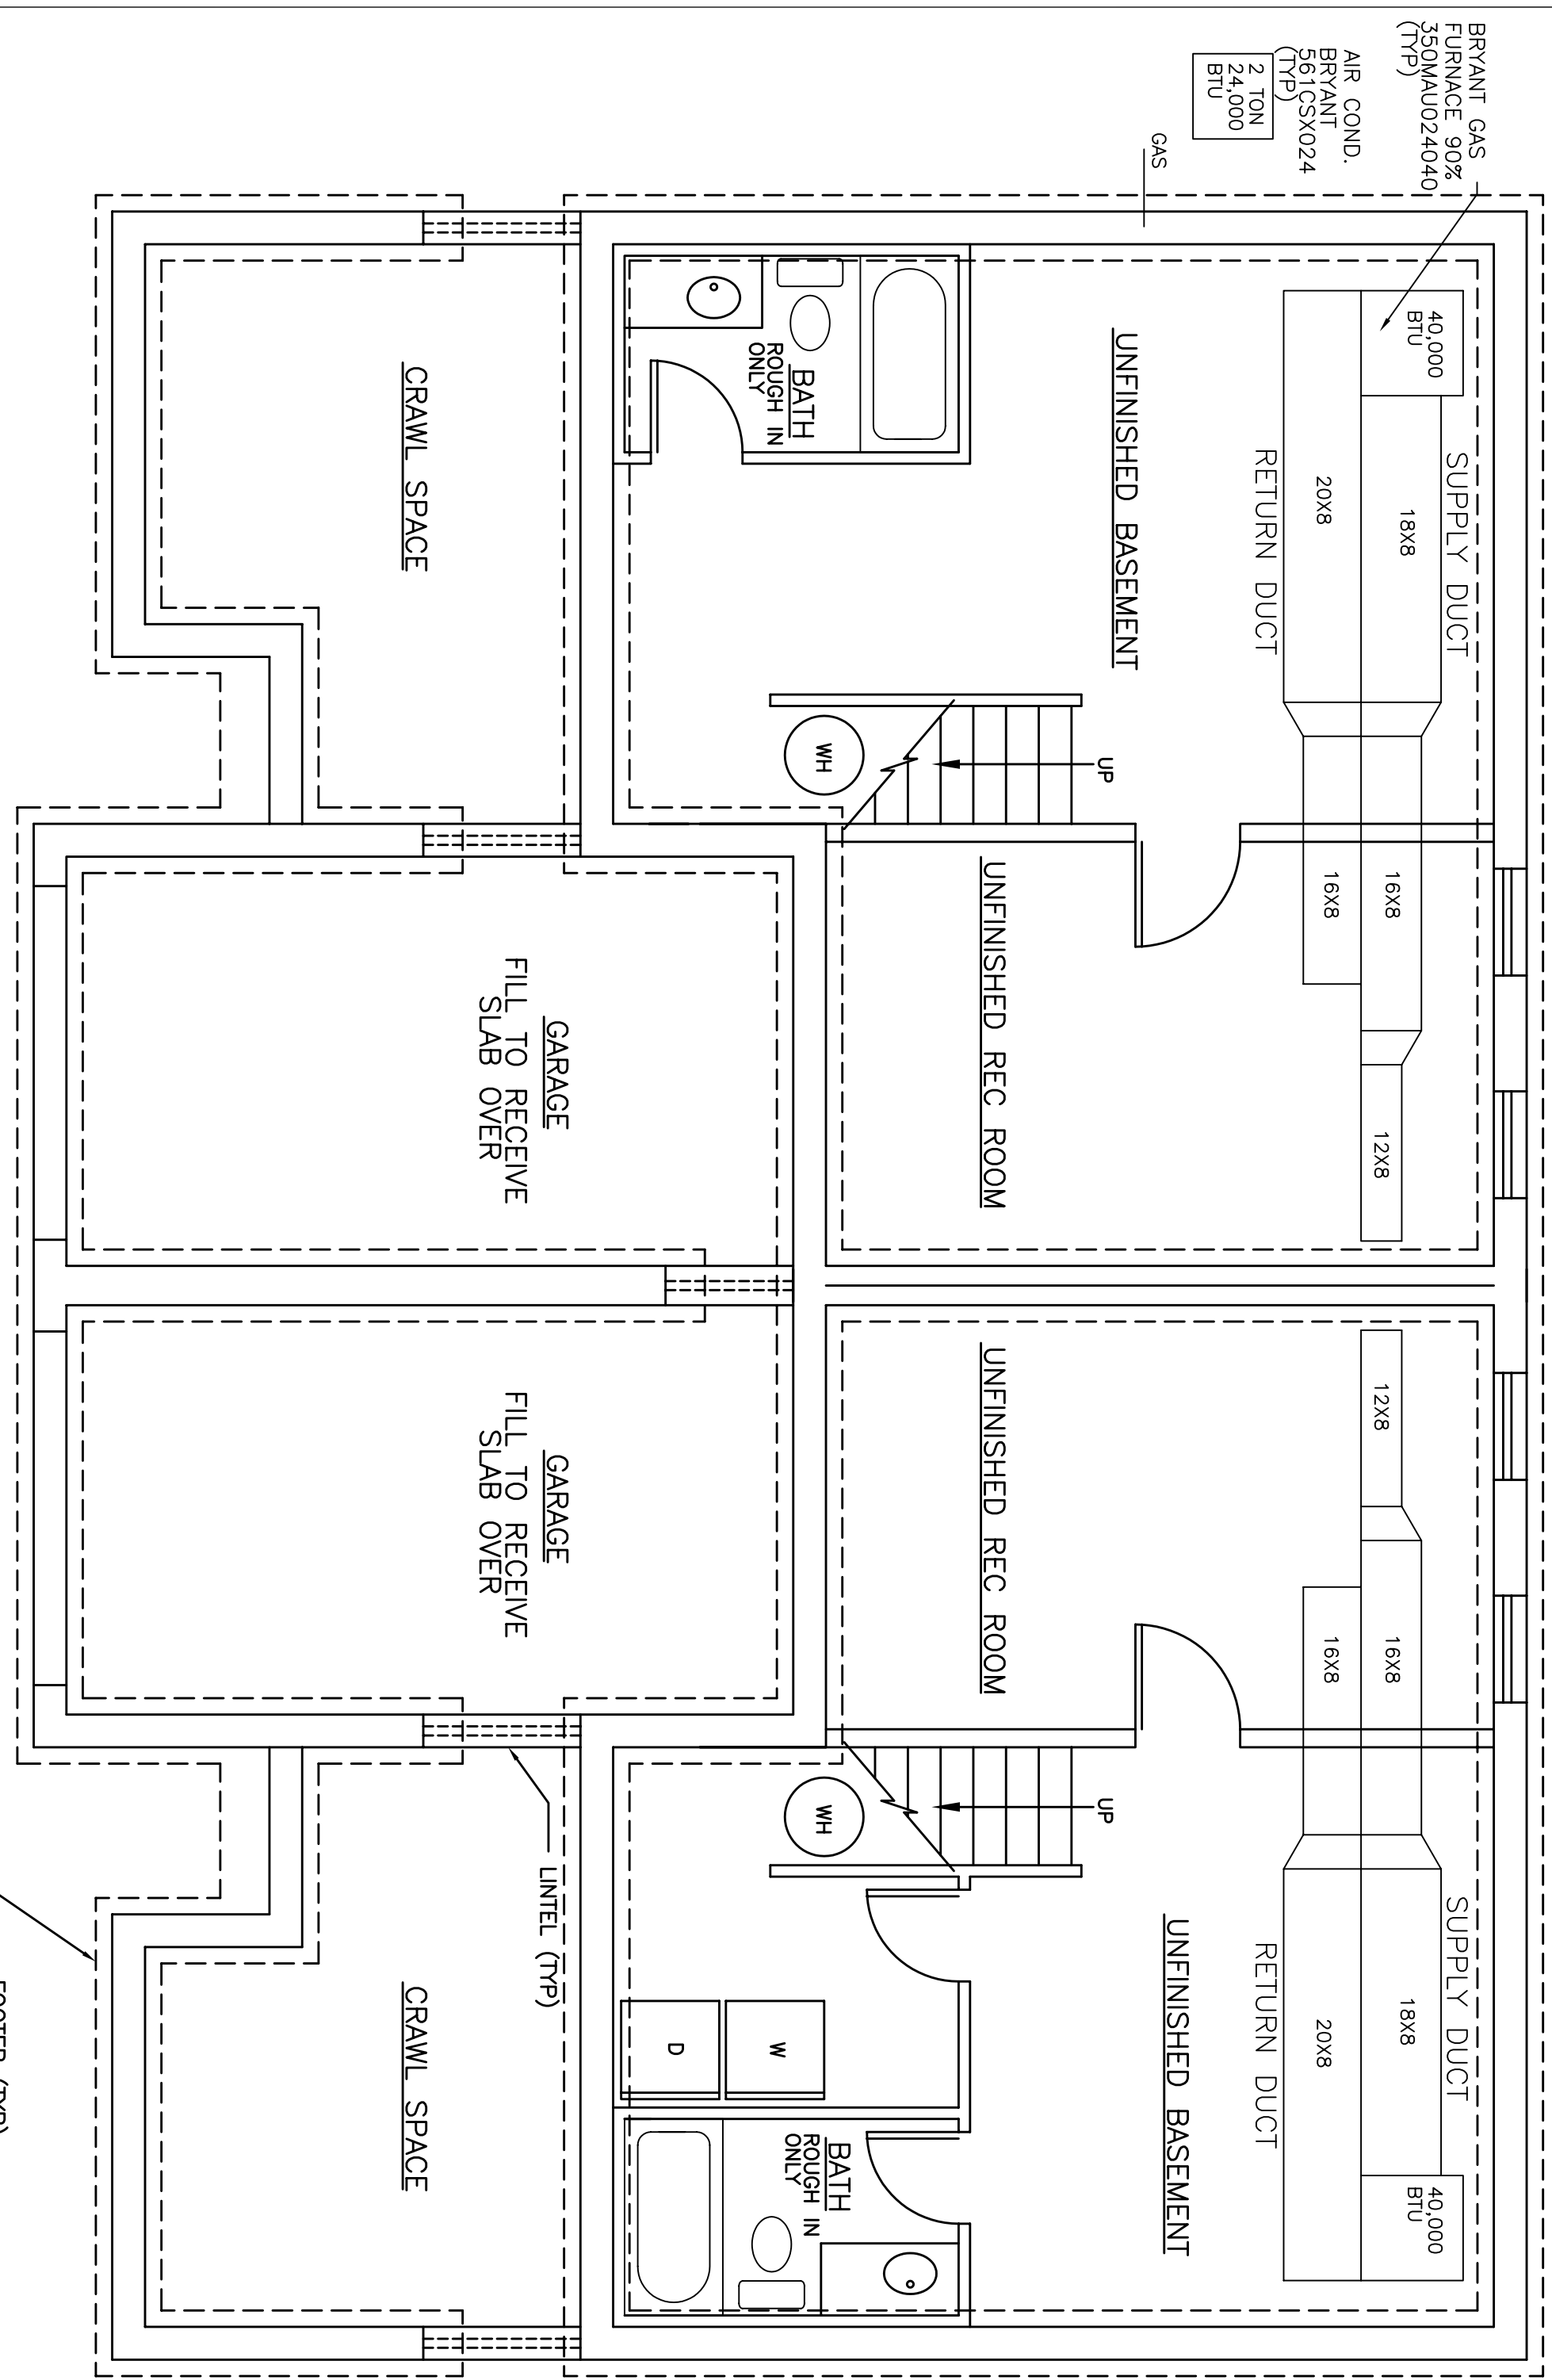 BRYANT GAS
FURNACE 90%
350MAU024040
(TYP)
AIR COND.
BRYANT
561CSX024
(TYP)
2 TON
24,000
BTU
GAS
40,000
BTU
SUPPLY DUCT
18X8
20X8
RETURN DUCT
16X8
16X8
12X8
12X8
16X8
16X8
SUPPLY DUCT
18X8
20X8
RETURN DUCT
40,000
BTU
UNFINISHED BASEMENT
UP
WH
BATH
ROUGH IN
ONLY
UNFINISHED REC ROOM
UNFINISHED REC ROOM
UP
WH
UNFINISHED BASEMENT
W
D
BATH
ROUGH IN
ONLY
CRAWL SPACE
GARAGE
FILL TO RECEIVE
SLAB OVER
GARAGE
FILL TO RECEIVE
SLAB OVER
LINTEL (TYP)
CRAWL SPACE
FOOTER (TYP)